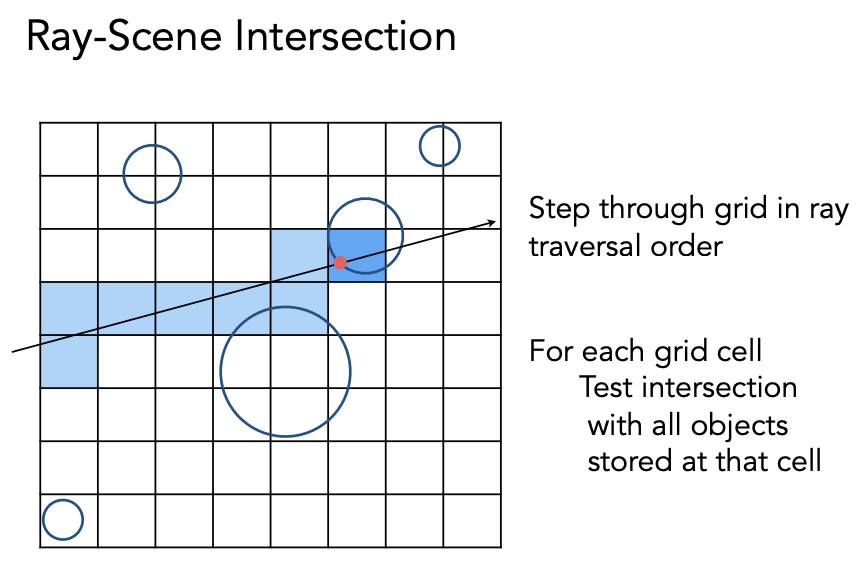 Ray-Scene Intersection
Step through grid in ray
traversal order
For each grid cell
Test intersection
with all objects
stored at that cell